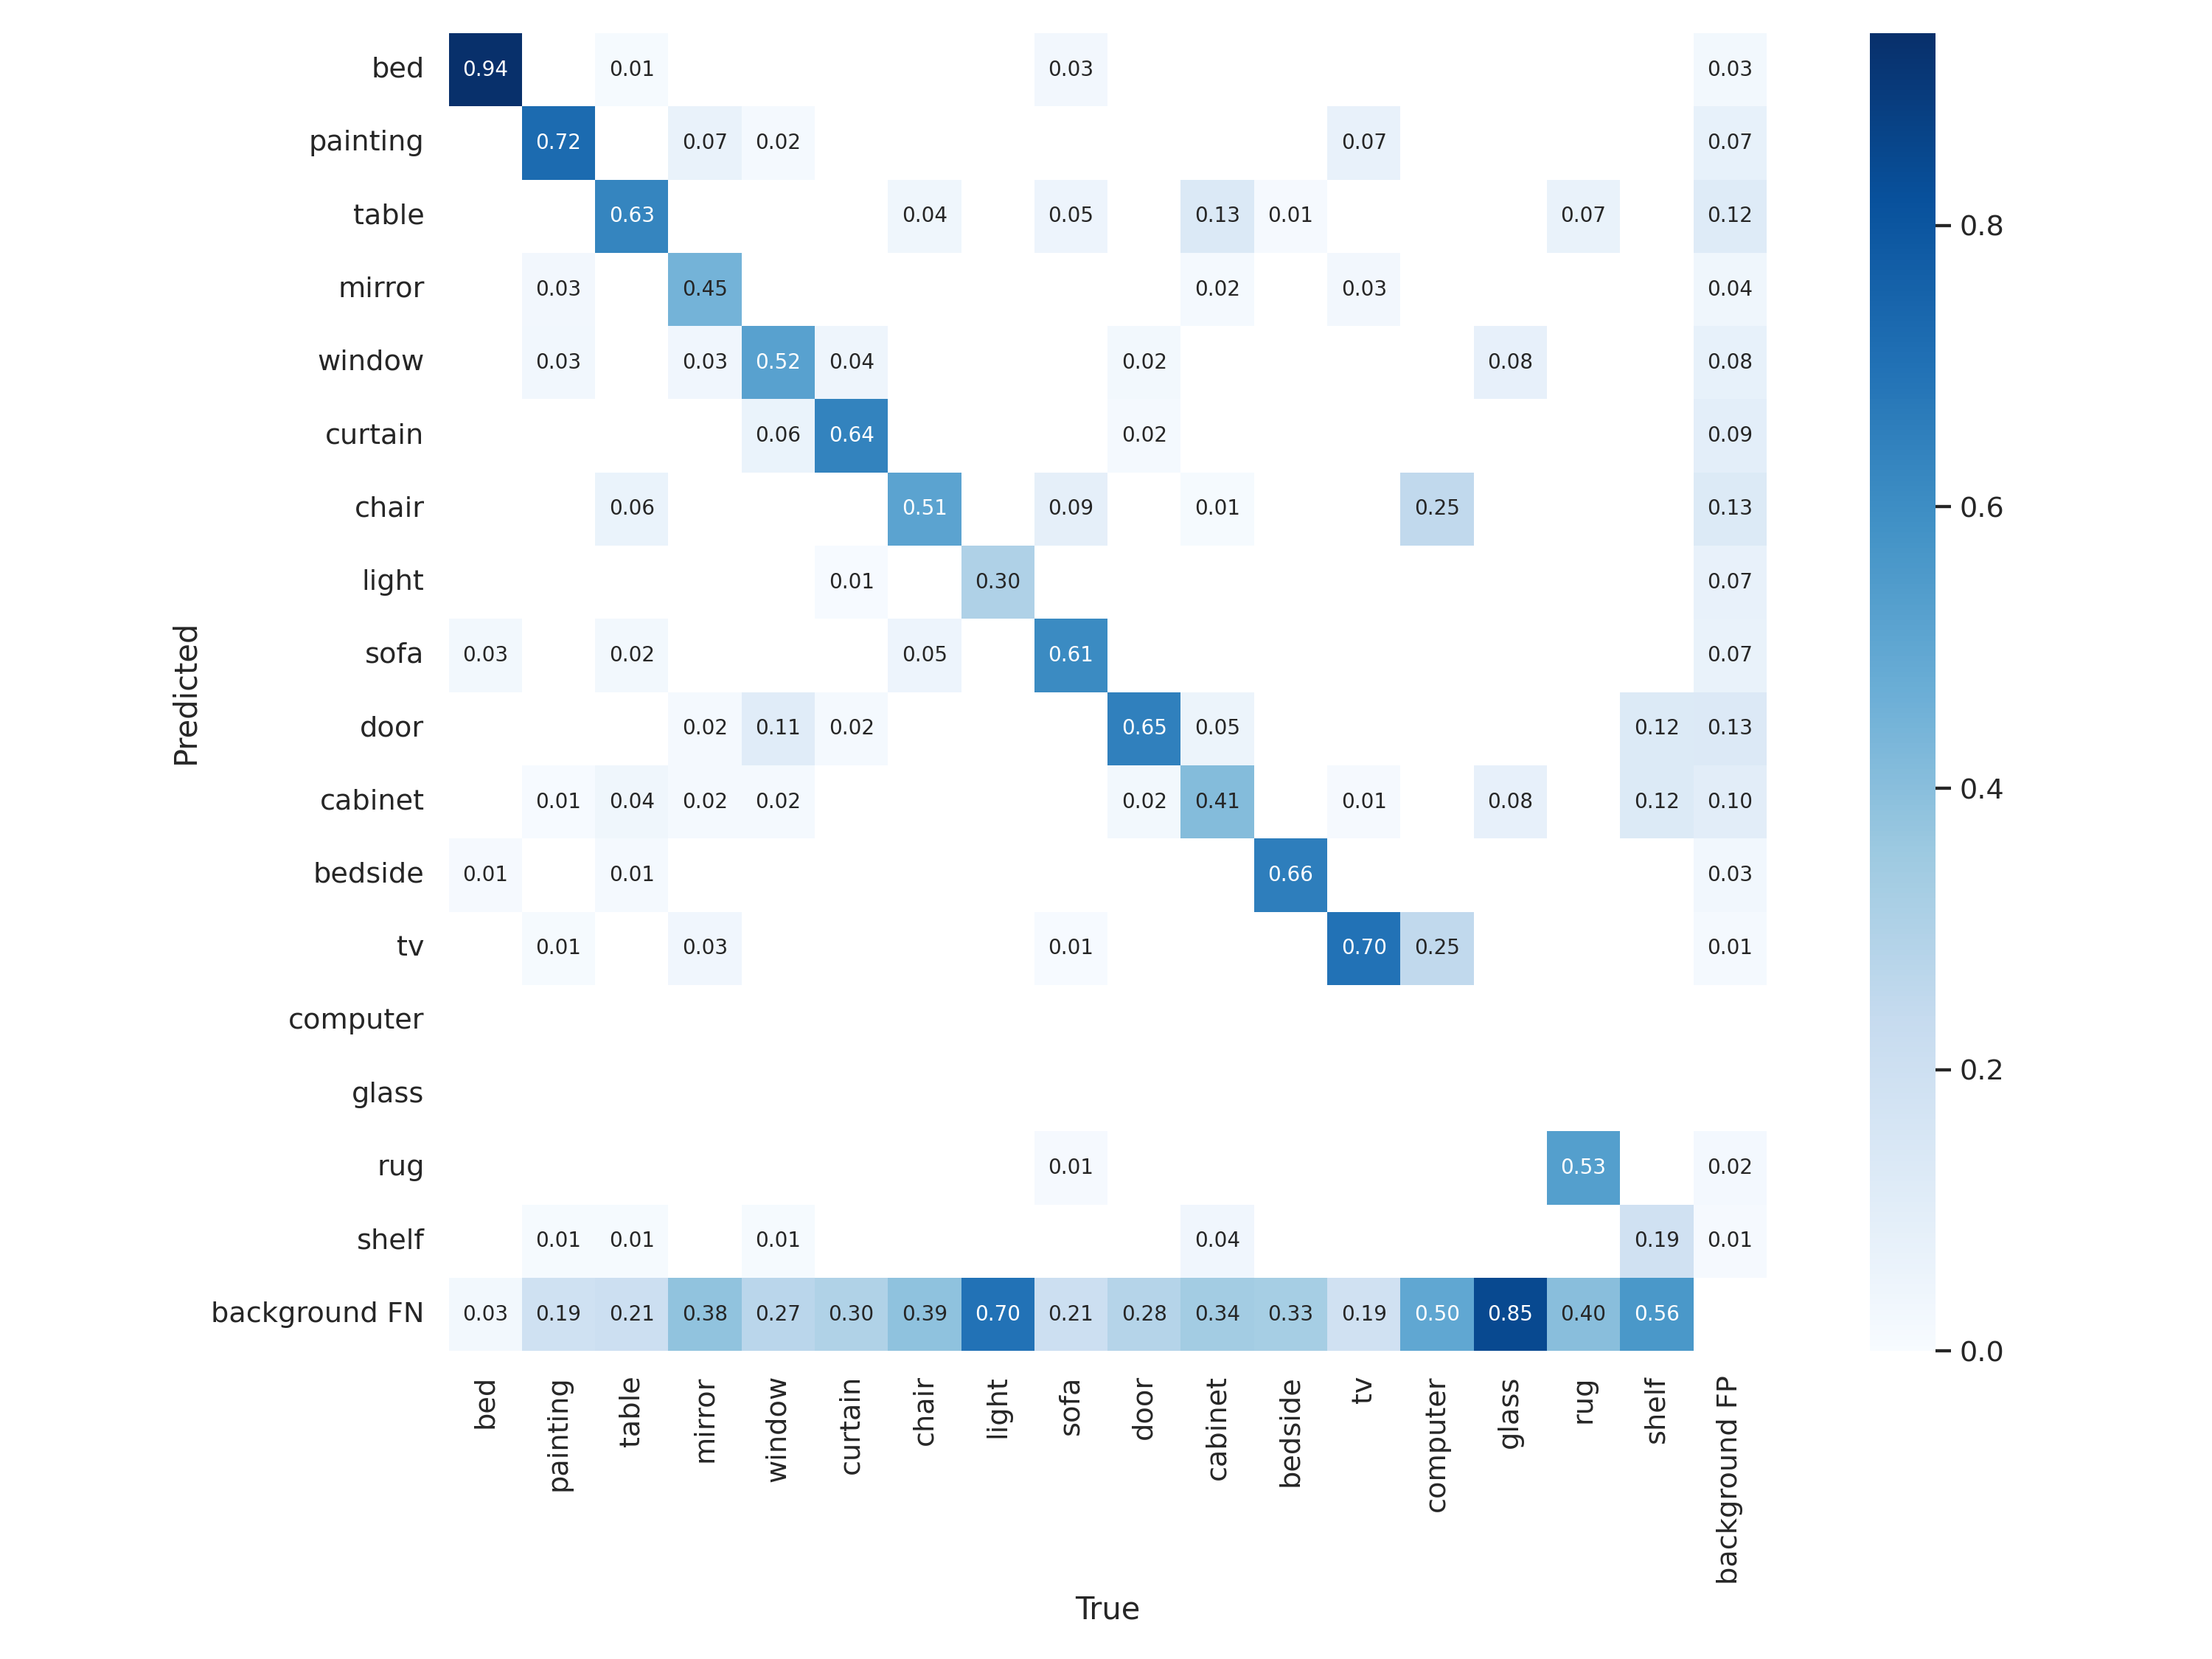 bed 0.94 0.01 0.03 0.03
painting 0.72 0.07 0.02 0.07 0.07
table 0.63 0.04 0.05 0.13 0.01 0.07 0.12
mirror 0.03 0.45 0.02 0.03 0.04
window 0.03 0.03 0.52 0.04 0.02 0.08 0.08
curtain 0.06 0.64 0.02 0.09
chair 0.06 0.51 0.09 0.01 0.25 0.13
light 0.01 0.30 0.07
sofa 0.03 0.02 0.05 0.61 0.07
door 0.02 0.11 0.02 0.65 0.05 0.12 0.13
cabinet 0.01 0.04 0.02 0.02 0.02 0.41 0.01 0.08 0.12 0.10
bedside 0.01 0.01 0.66 0.03
tv 0.01 0.03 0.01 0.70 0.25 0.01
computer
glass
rug 0.01 0.53 0.02
shelf 0.01 0.01 0.01 0.04 0.19 0.01
background FN 0.03 0.19 0.21 0.38 0.27 0.30 0.39 0.70 0.21 0.28 0.34 0.33 0.19 0.50 0.85 0.40 0.56
bed painting table mirror window curtain chair light sofa door cabinet bedside tv computer glass rug shelf background FP
True
Predicted
0.8
0.6
0.4
0.2
0.0